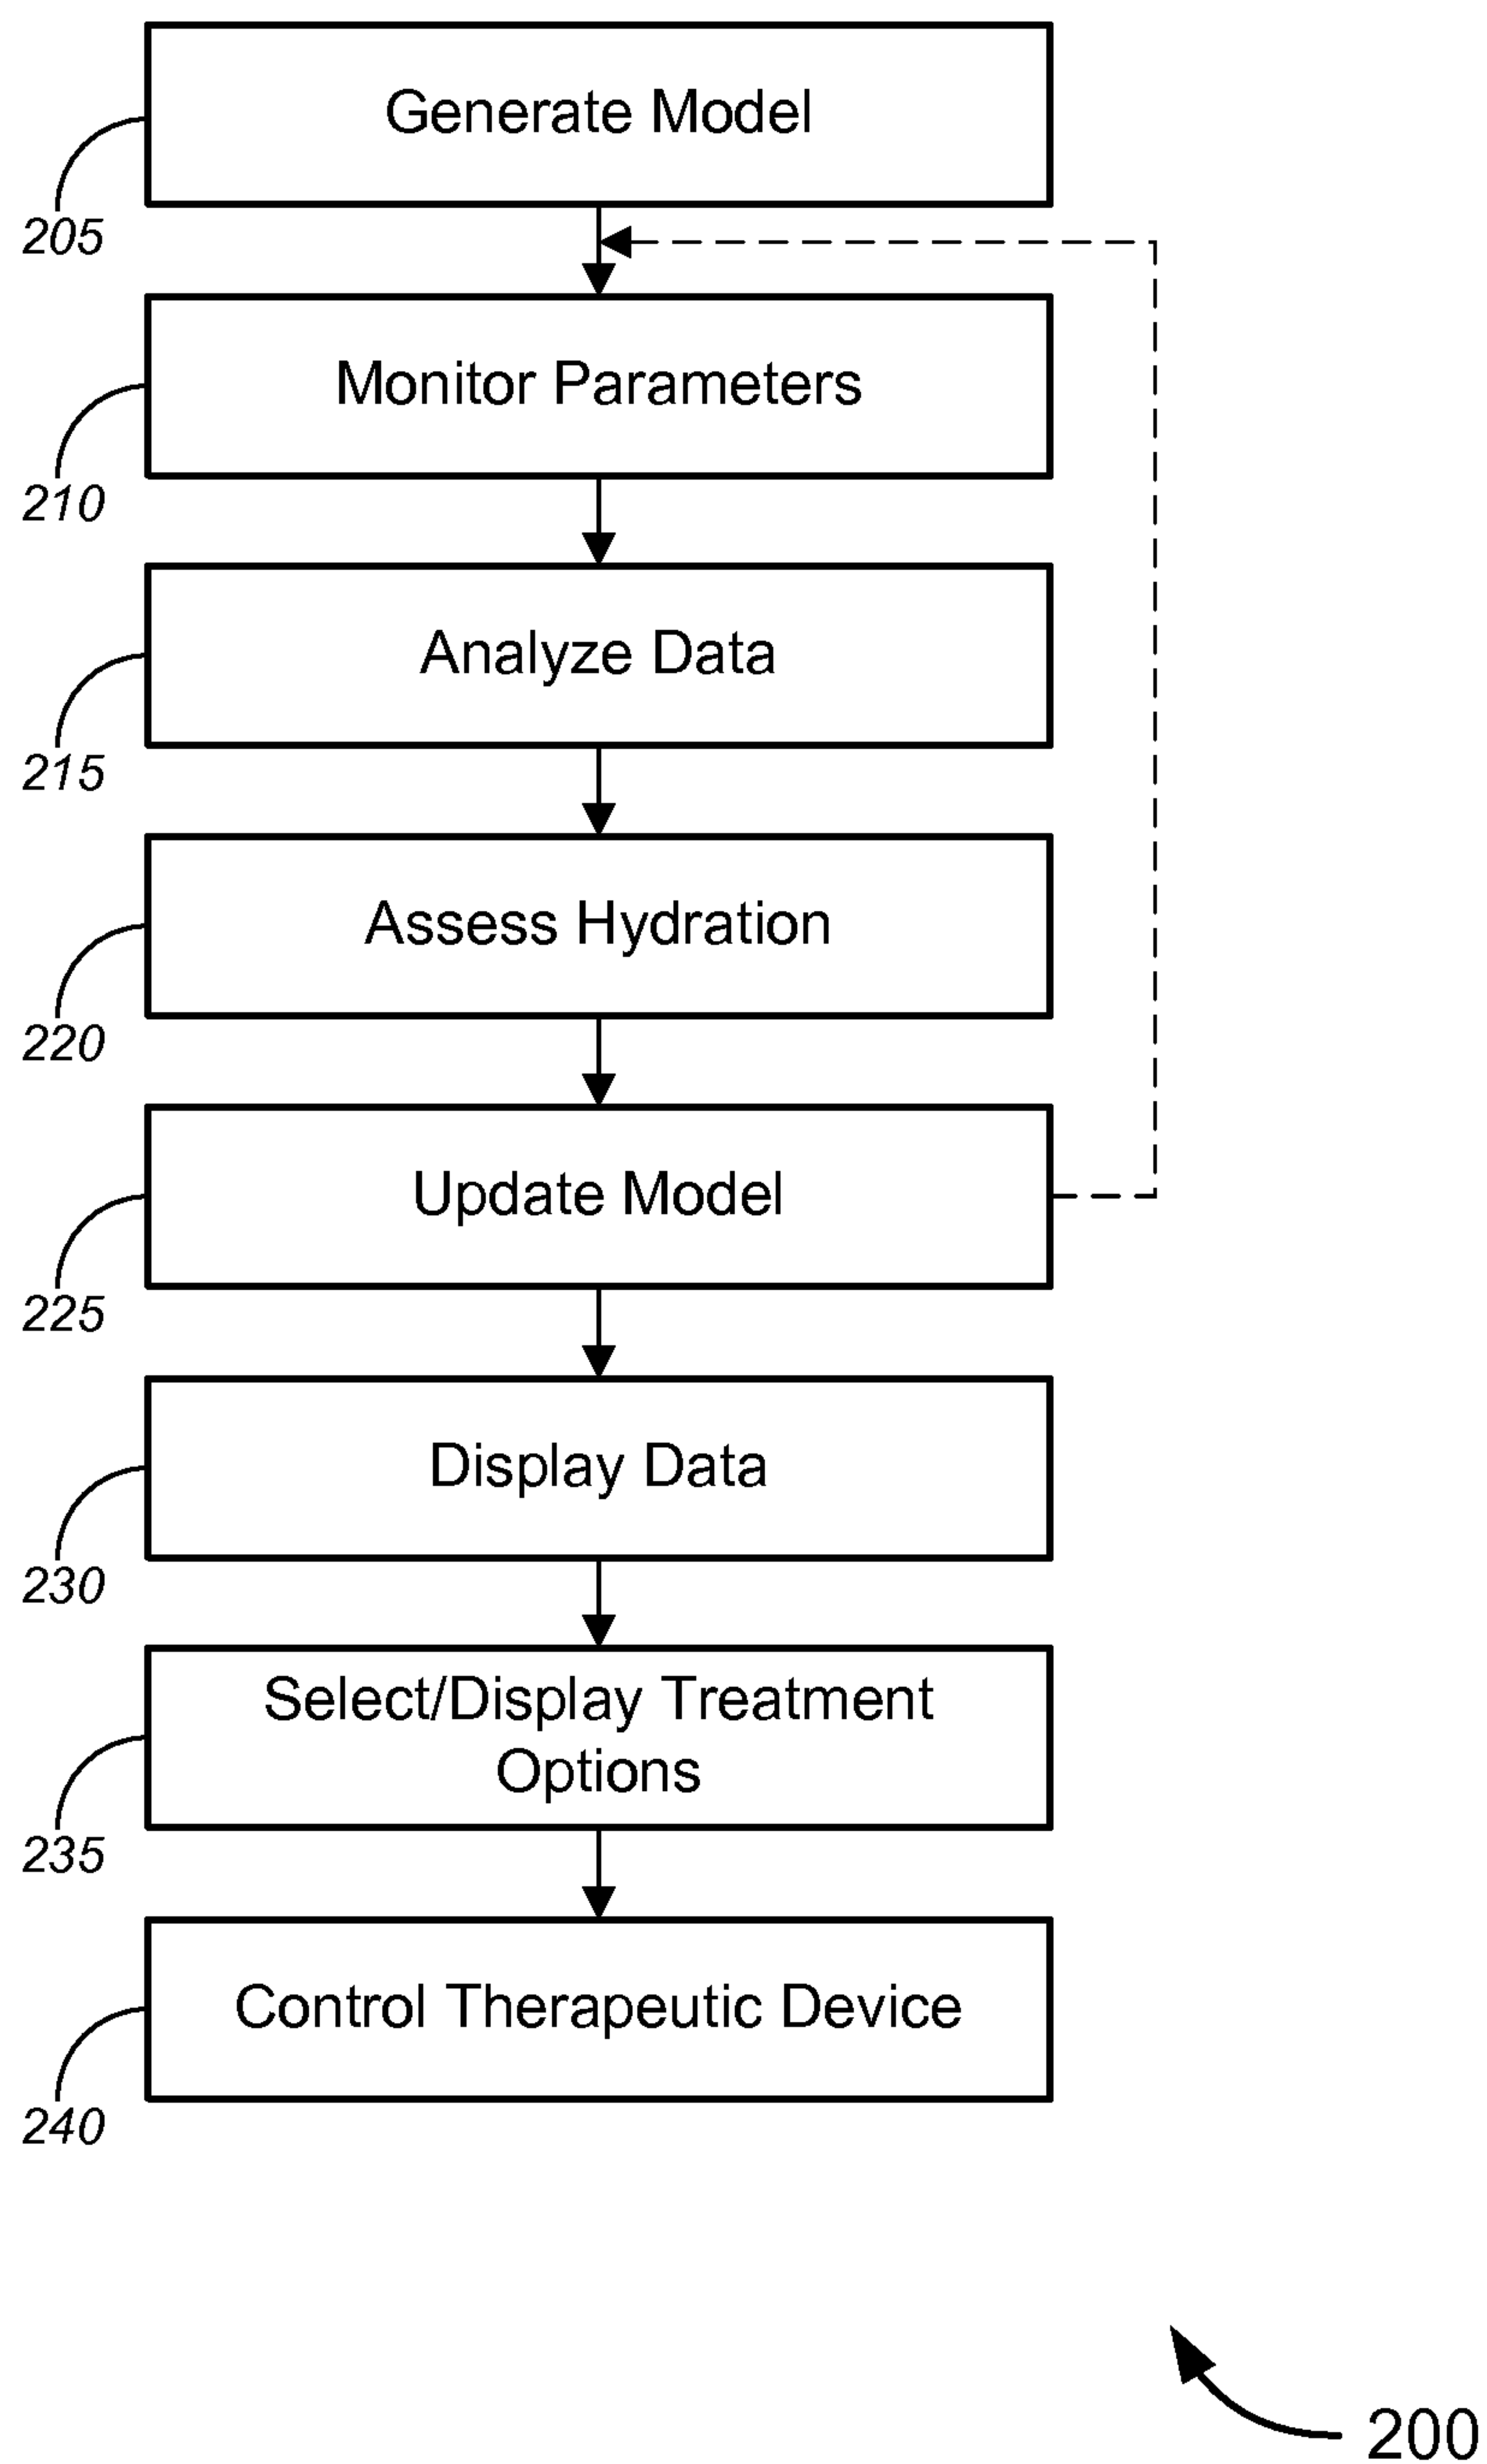 Generate Model
205
Monitor Parameters
210
Analyze Data
215
Assess Hydration
220
Update Model
225
Display Data
230
Select/Display Treatment
Options
235
Control Therapeutic Device
240
200